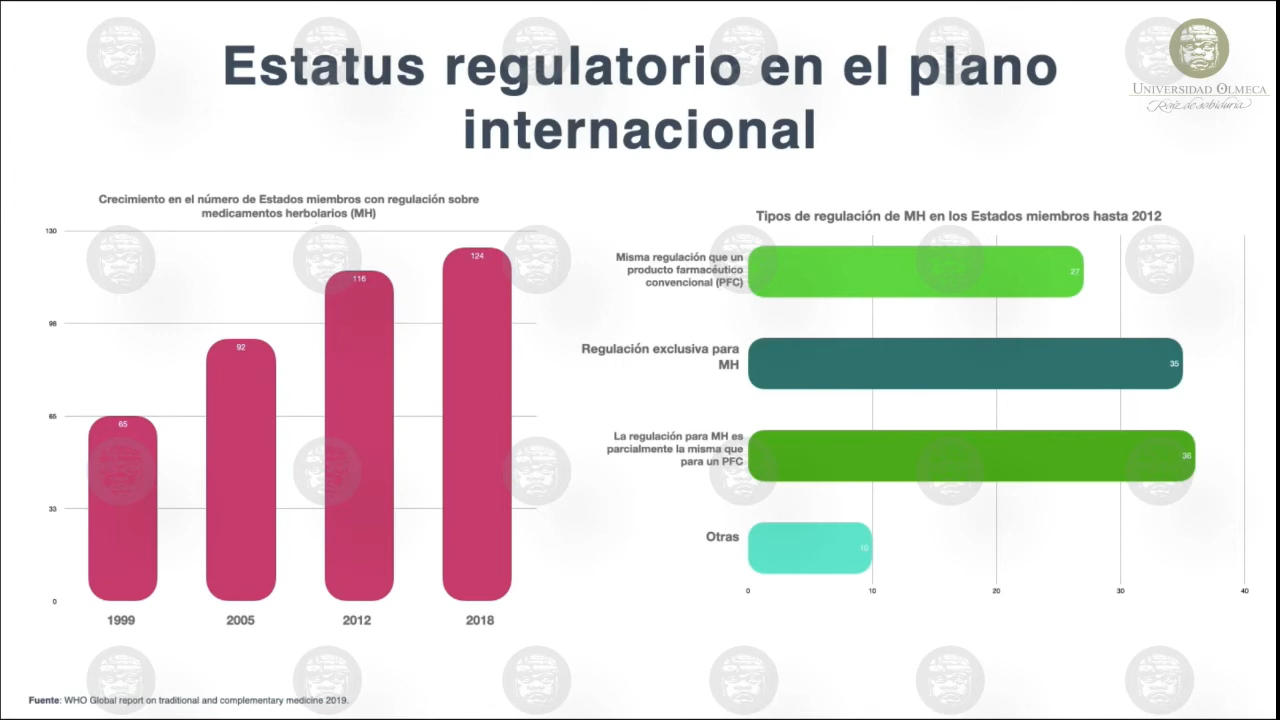 Estatus regulatorio en el plano
internacional
UNIVERSIDAD OLMECA
Raíz de sabiduría
Crecimiento en el número de Estados miembros con regulación sobre
medicamentos herbolarios (MH)
130
98
65
33
0
65
92
116
124
1999
2005
2012
2018
Tipos de regulación de MH en los Estados miembros hasta 2012
Misma regulación que un
producto farmacéutico
convencional (PFC)
27
Regulación exclusiva para
MH
35
La regulación para MH es
parcialmente la misma que
para un PFC
36
Otras
10
0
10
20
30
40
Fuente: WHO Global report on traditional and complementary medicine 2019.